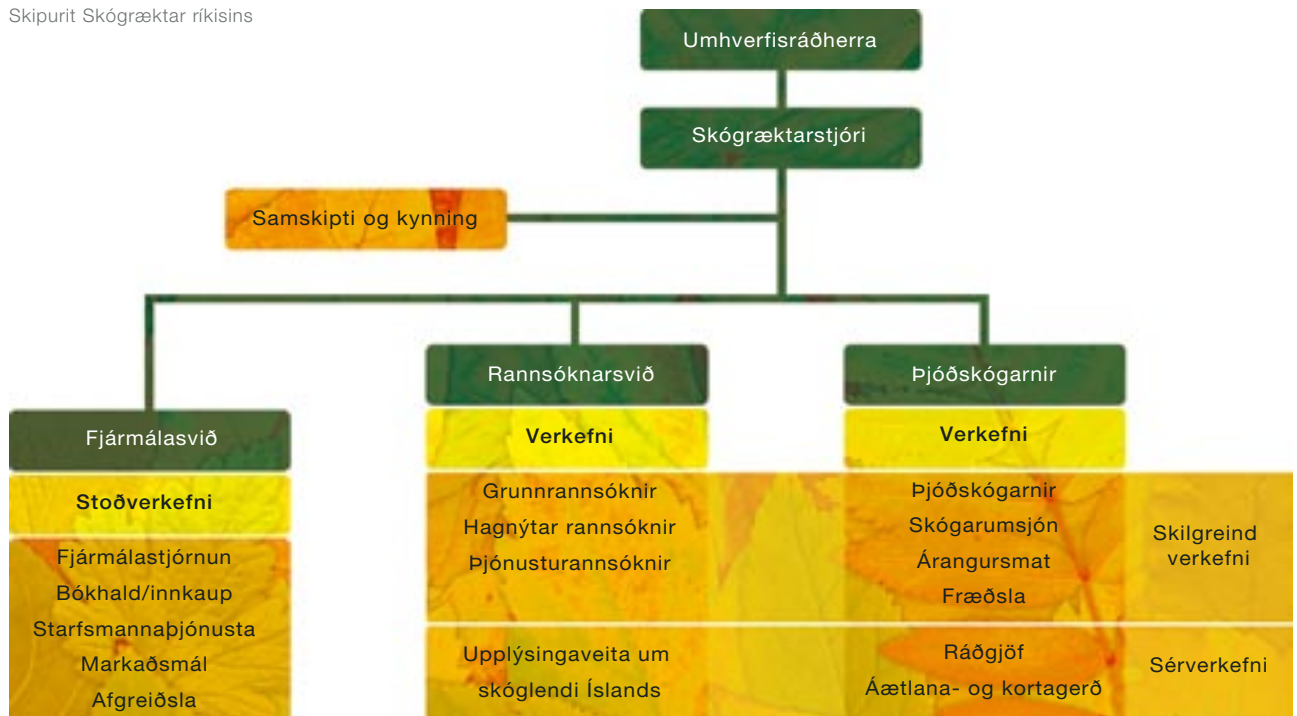 Skipurit Skógræktar ríkisins
Umhverfisráðherra
Skógræktarstjóri
Samskipti og kynning
Fjármálasvið
Stoðverkefni
Fjármálastjórnun
Bókhald/innkaup
Starfsmannaþjónusta
Markaðsmál
Afgreiðsla
Rannsóknarsvið
Verkefni
Grunnrannsóknir
Hagnýtar rannsóknir
Þjónusturannsóknir
Upplýsingaveita um
skóglendi Íslands
Þjóðskógarnir
Verkefni
Þjóðskógarnir
Skógarumsjón
Árangursmat
Fræðsla
Ráðgjöf
Áætlana- og kortagerð
Skilgreind
verkefni
Sérverkefni